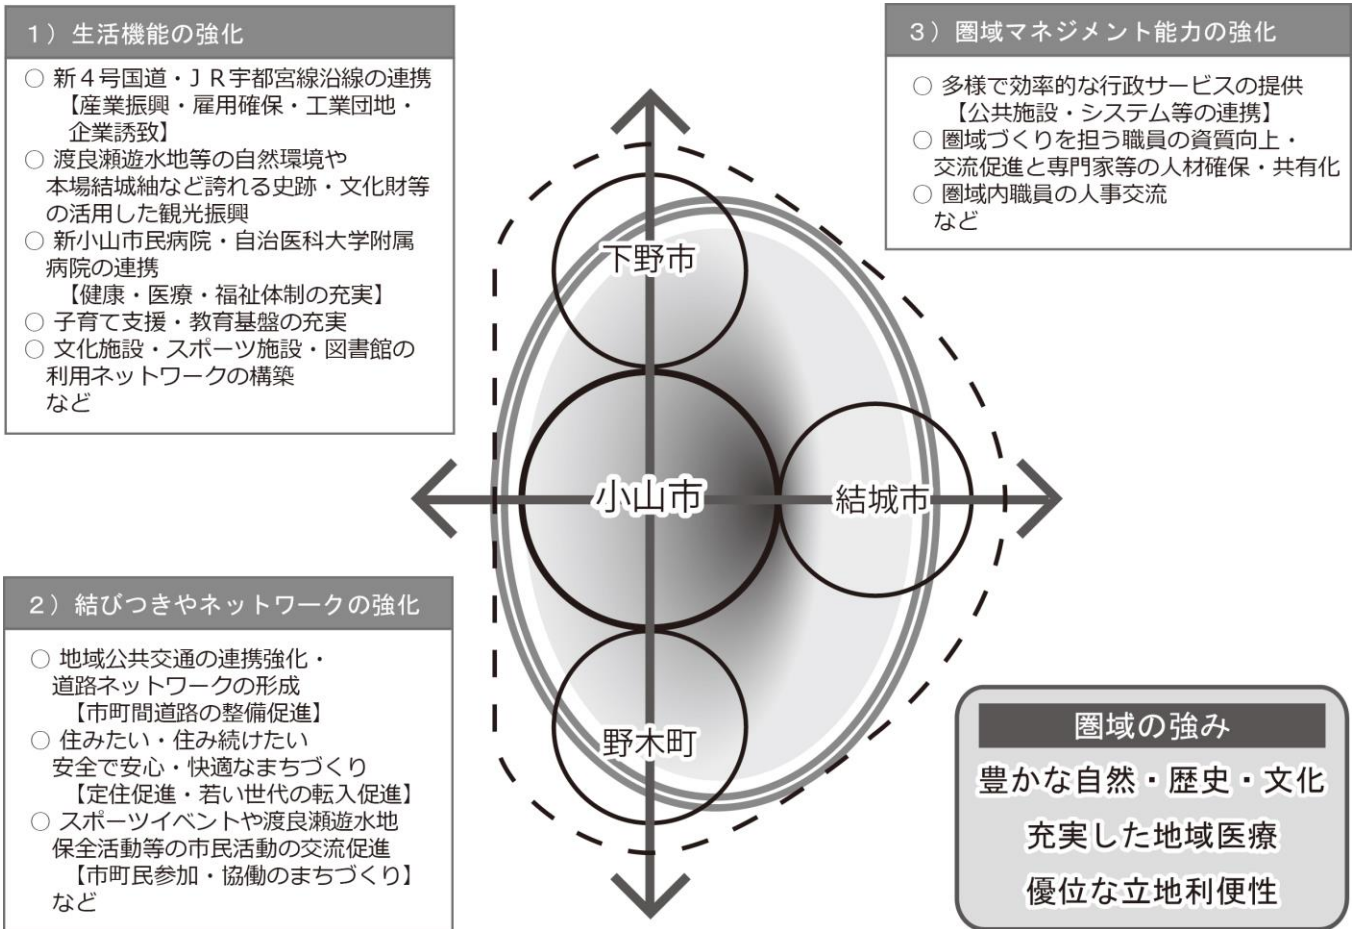 1）生活機能の強化
○ 新４号国道・ＪＲ宇都宮線沿線の連携
【産業振興・雇用確保・工業団地・
企業誘致】
○ 渡良瀬遊水地等の自然環境や
本場結城紬など誇れる史跡・文化財等
の活用した観光振興
○ 新小山市民病院・自治医科大学附属
病院の連携
【健康・医療・福祉体制の充実】
○ 子育て支援・教育基盤の充実
○ 文化施設・スポーツ施設・図書館の
利用ネットワークの構築
など
2）結びつきやネットワークの強化
○ 地域公共交通の連携強化・
道路ネットワークの形成
【市町間道路の整備促進】
○ 住みたい・住み続けたい
安全で安心・快適なまちづくり
【定住促進・若い世代の転入促進】
○ スポーツイベントや渡良瀬遊水地
保全活動等の市民活動の交流促進
【市町民参加・協働のまちづくり】
など
3）圏域マネジメント能力の強化
○ 多様で効率的な行政サービスの提供
【公共施設・システム等の連携】
○ 圏域づくりを担う職員の資質向上・
交流促進と専門家等の人材確保・共有化
○ 圏域内職員の人事交流
など
下野市
小山市
結城市
野木町
圏域の強み
豊かな自然・歴史・文化
充実した地域医療
優位な立地利便性